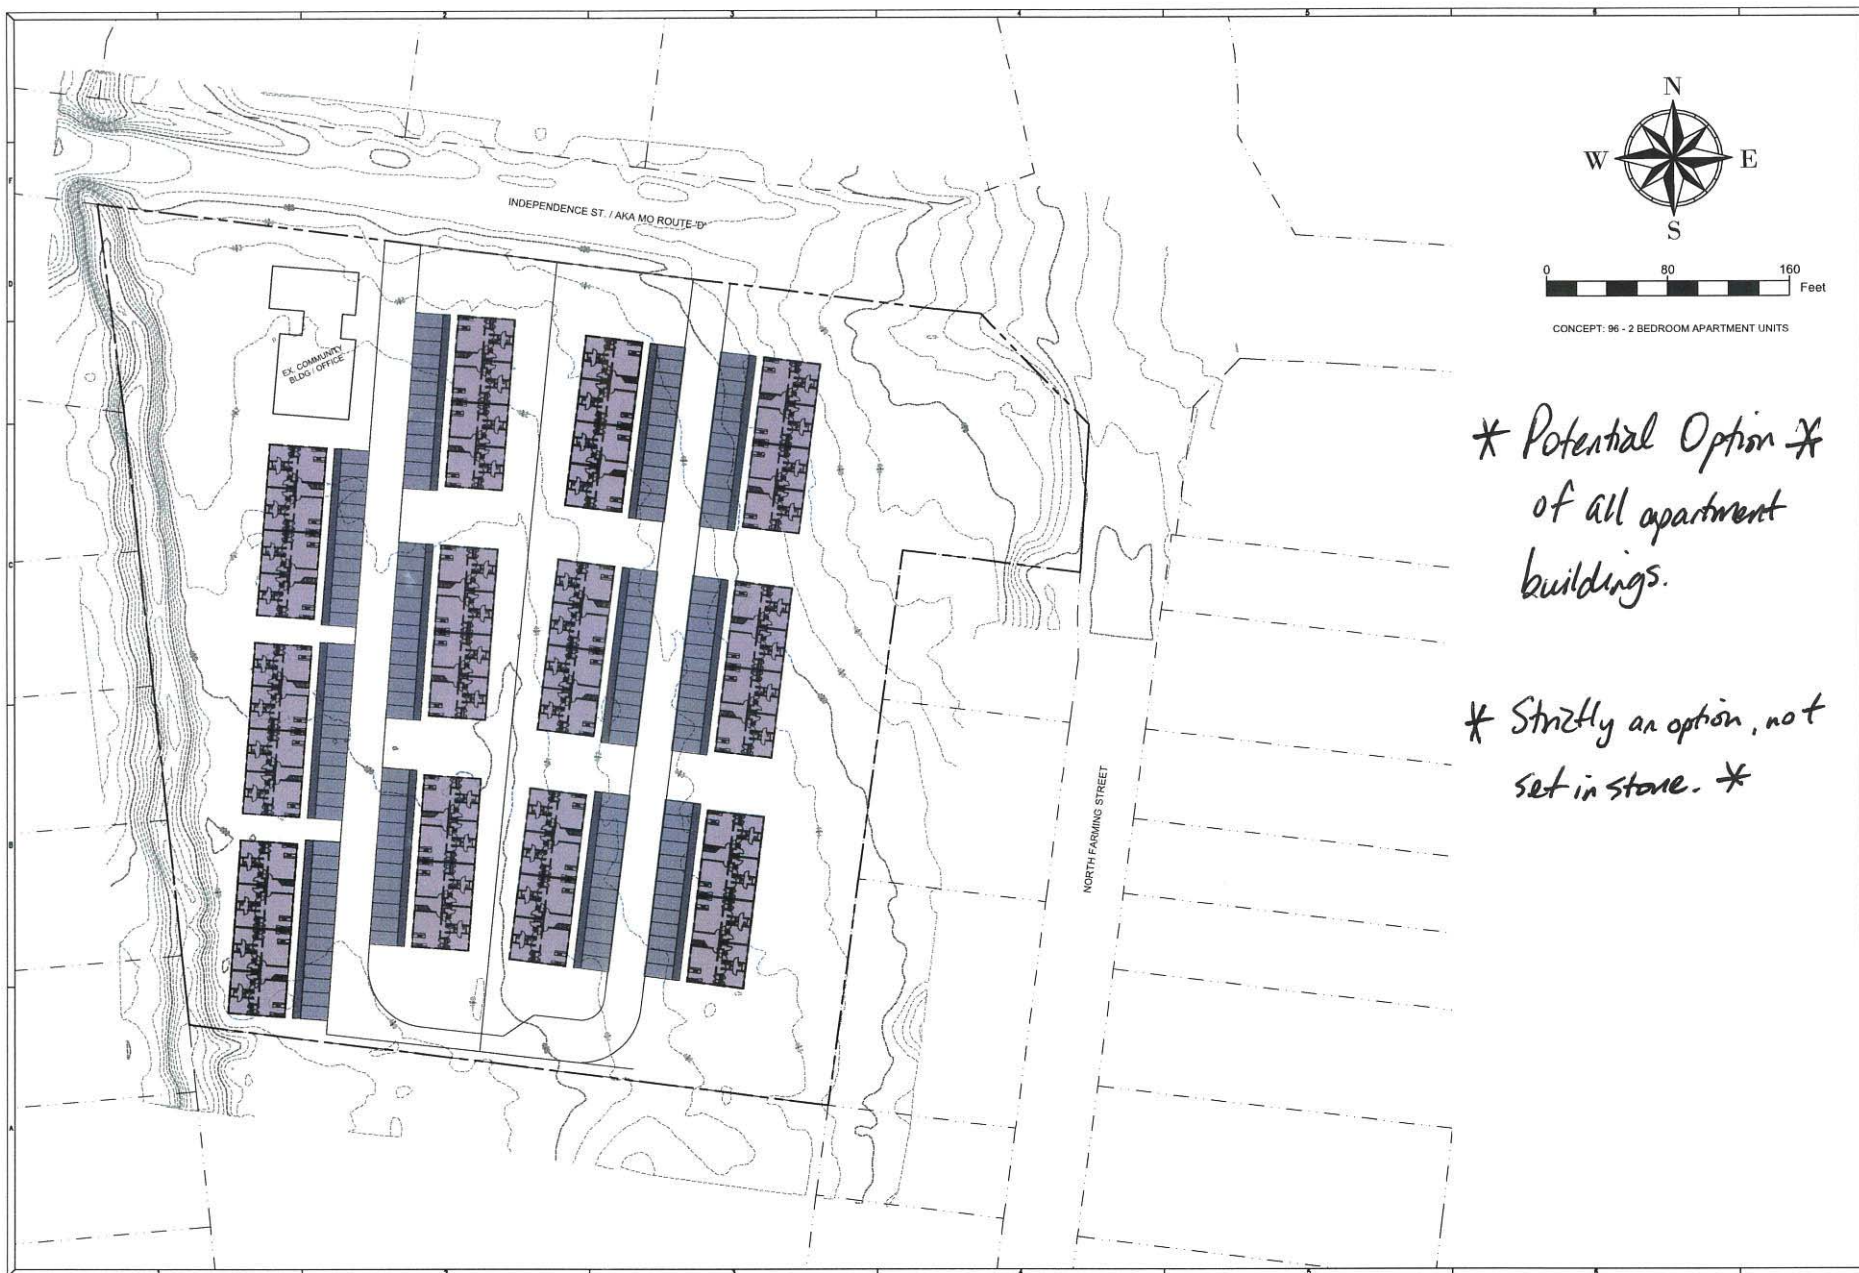 INDEPENDENCE ST. / AKA MO ROUTE 'D'
N
W
E
S
0 80 160
Feet
CONCEPT: 96 - 2 BEDROOM APARTMENT UNITS
EX. COMMUNITY
BLDG / OFFICE
* Potential Option *
of all apartment
buildings.
* Strictly an option, not
set in stone. *
NORTH FARMING STREET